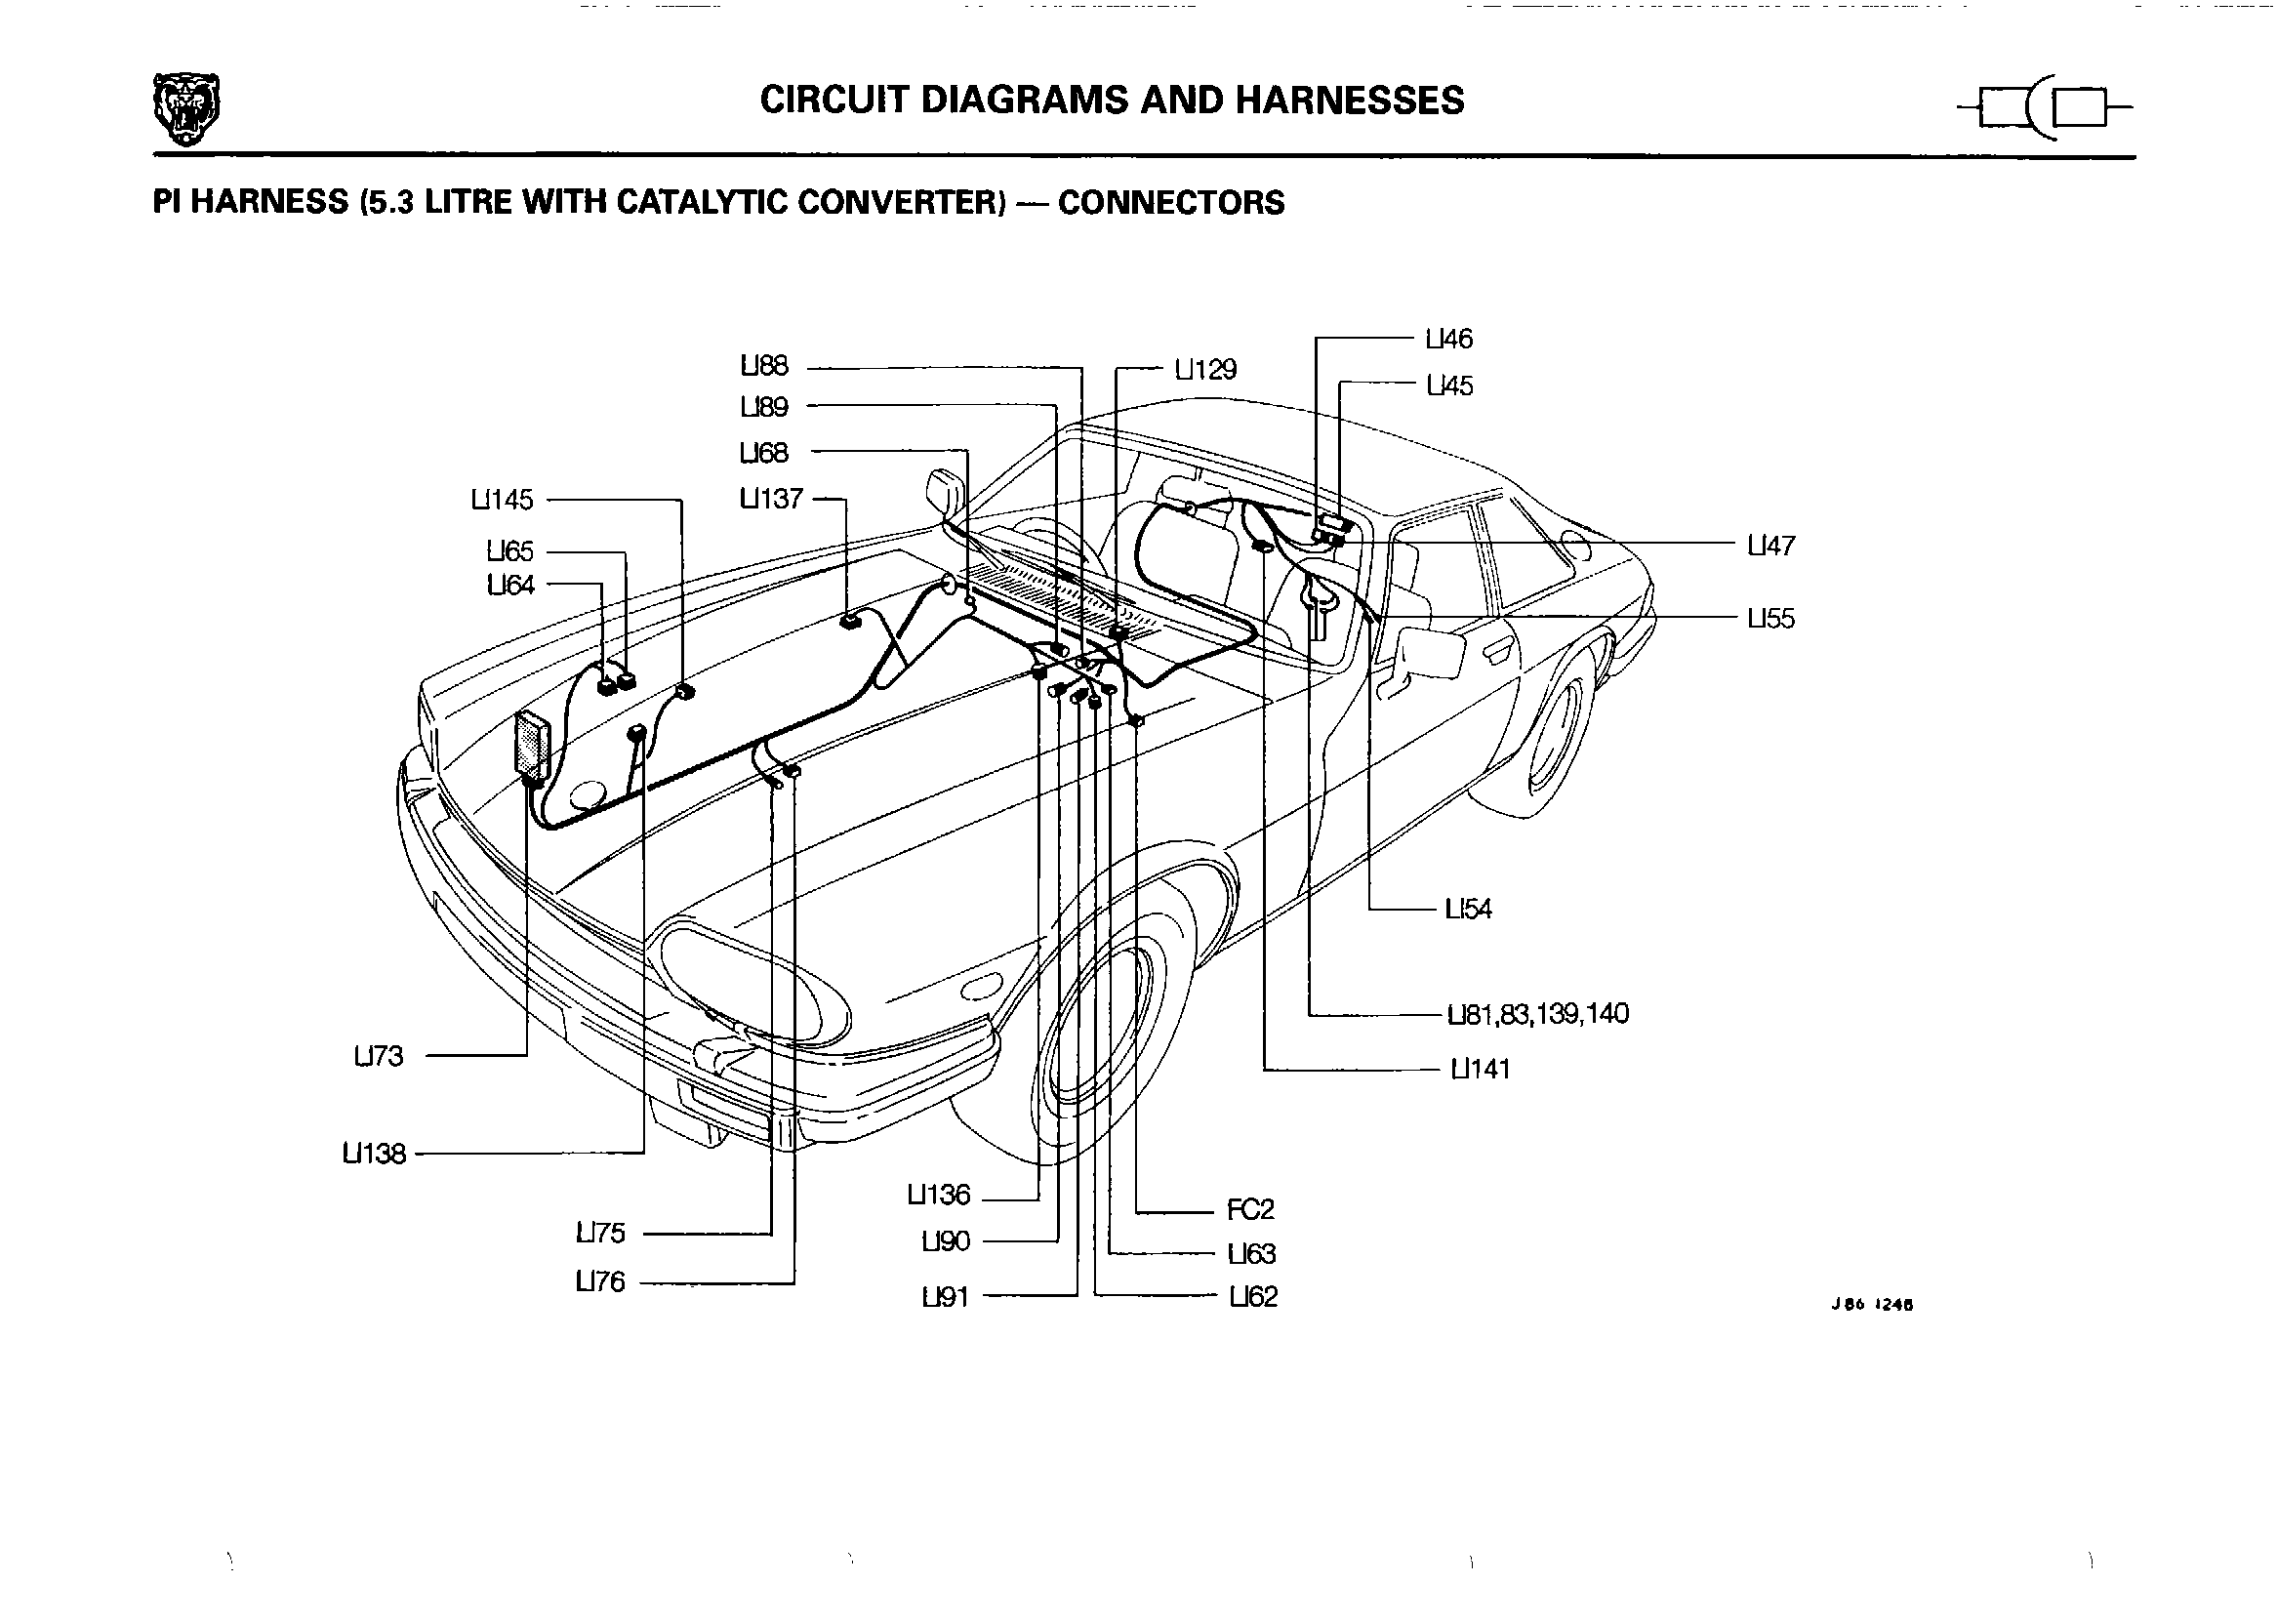 CIRCUIT DIAGRAMS AND HARNESSES
PI HARNESS (5.3 LITRE WITH CATALYTIC CONVERTER) — CONNECTORS
LI46
LI88
LI129
LI45
LI89
LI68
LI145
LI137
LI65
LI47
LI64
LI55
LI54
LI81,83,139,140
LI73
LI141
LI138
LI136
FC2
LI75
LI90
LI63
LI76
LI91
LI62
J86 1248